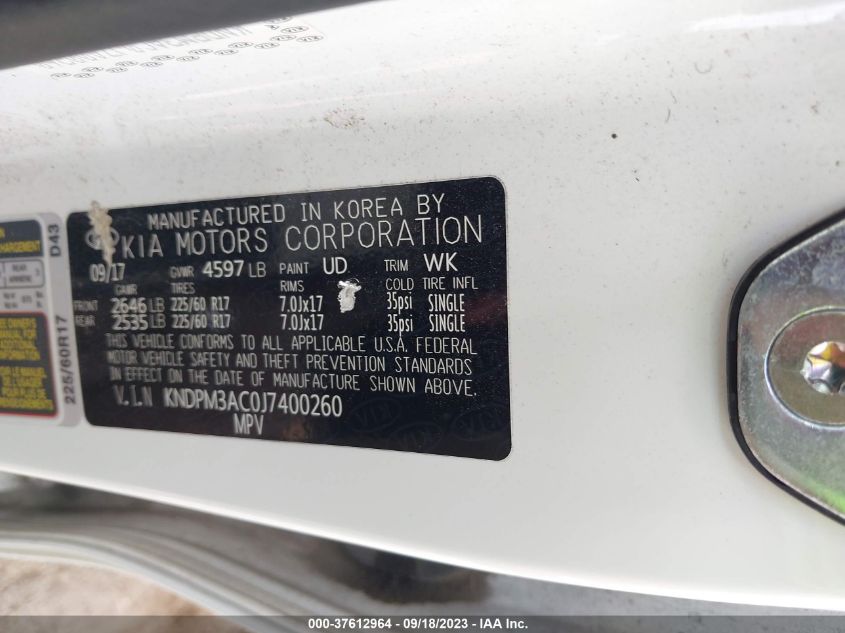 MANUFACTURED IN KOREA BY
KIA MOTORS CORPORATION
09/17 GVWR 4597 LB PAINT UD TRIM WK
GAWR TIRES RIMS COLD TIRE INFL
FRONT 2646 LB 225/60 R17 7.0Jx17 35psi SINGLE
REAR 2535 LB 225/60 R17 7.0Jx17 35psi SINGLE
THIS VEHICLE CONFORMS TO ALL APPLICABLE U.S.A. FEDERAL
MOTOR VEHICLE SAFETY AND THEFT PREVENTION STANDARDS
IN EFFECT ON THE DATE OF MANUFACTURE SHOWN ABOVE.
V.I.N KNDPM3AC0J7400260
MPV
D43
225/60R17
000-37612964 / 09/18/2023 / IAA Inc.